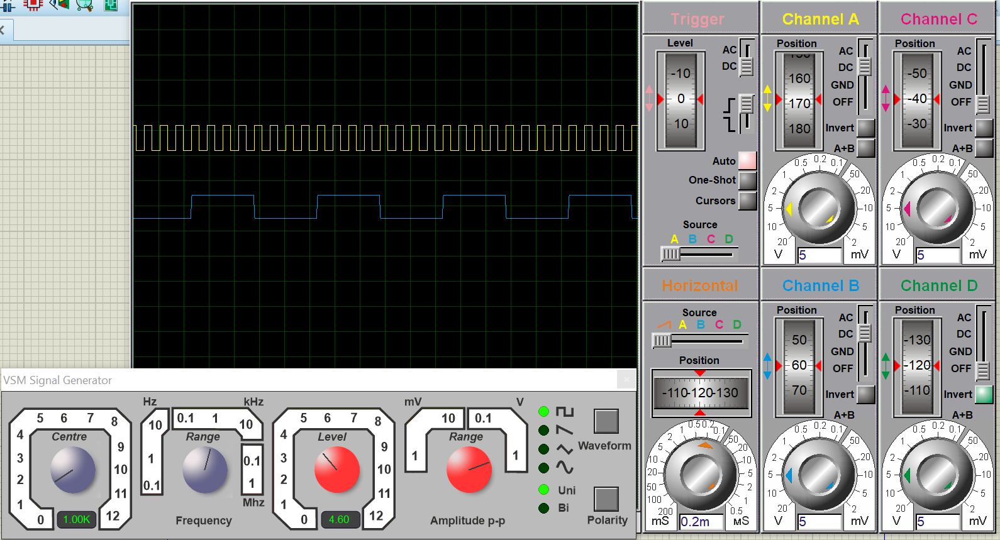 Trigger
Level
AC
DC
-10
0
10
Auto
One-Shot
Cursors
Source
A B C D
Channel A
Position
AC
DC
GND
OFF
160
170
180
Invert
A+B
20 10 5 2 1 0.5 0.2 0.1 50 20 10 5 2
V 5 mV
Channel C
Position
AC
DC
GND
OFF
-50
-40
-30
Invert
A+B
20 10 5 2 1 0.5 0.2 0.1 50 20 10 5 2
V 5 mV
Horizontal
Source
A B C D
Position
-110 -120 -130
200 100 50 20 10 5 2 1 0.5 0.2 0.1 50 20 10 5 2 1 0.5
mS 0.2m мS
Channel B
Position
AC
DC
GND
OFF
50
60
70
Invert
A+B
20 10 5 2 1 0.5 0.2 0.1 50 20 10 5 2
V 5 mV
Channel D
Position
AC
DC
GND
OFF
-130
-120
-110
Invert
A+B
20 10 5 2 1 0.5 0.2 0.1 50 20 10 5 2
V 5 mV
VSM Signal Generator
0 1 2 3 4 5 6 7 8 9 10 11 12
Centre
1.00K
Hz kHz
0.1 1 10 0.1 1 10 0.1 1
Range
Mhz
Frequency
0 1 2 3 4 5 6 7 8 9 10 11 12
Level
4.60
mV V
1 10 0.1 1
Range
Amplitude p-p
Waveform
Uni
Bi
Polarity